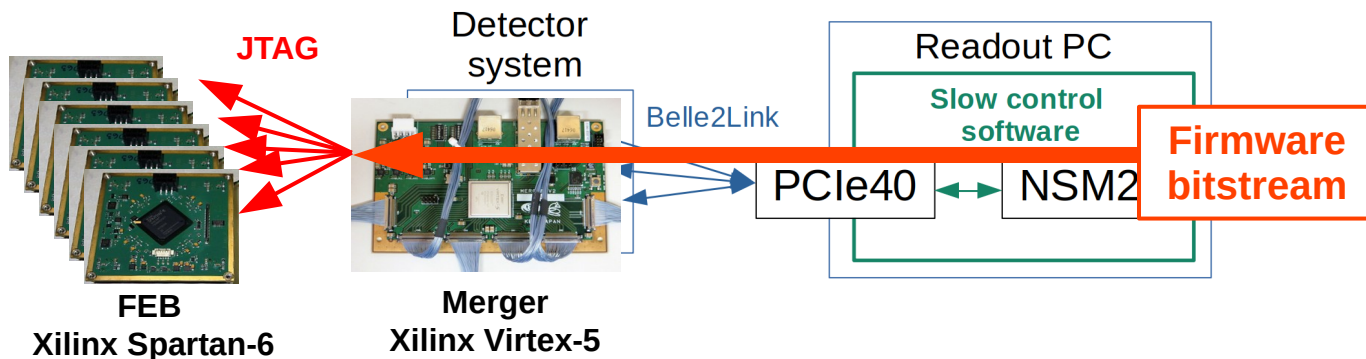 JTAG
Detector
system
Readout PC
Belle2Link
Slow control
software
Firmware
bitstream
PCIe40
NSM2
FEB
Xilinx Spartan-6
Merger
Xilinx Virtex-5